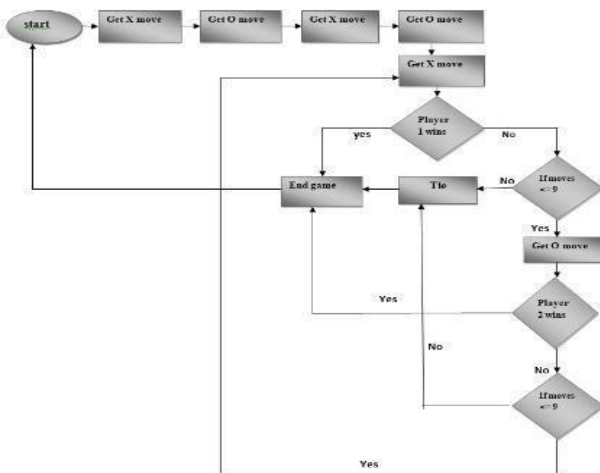 start
Get X move
Get O move
Get X move
Get O move
Get X move
Player
1 wins
yes
No
End game
Tie
No
If moves
<= 9
Yes
Get O move
Yes
Player
2 wins
No
No
If moves
<= 9
Yes